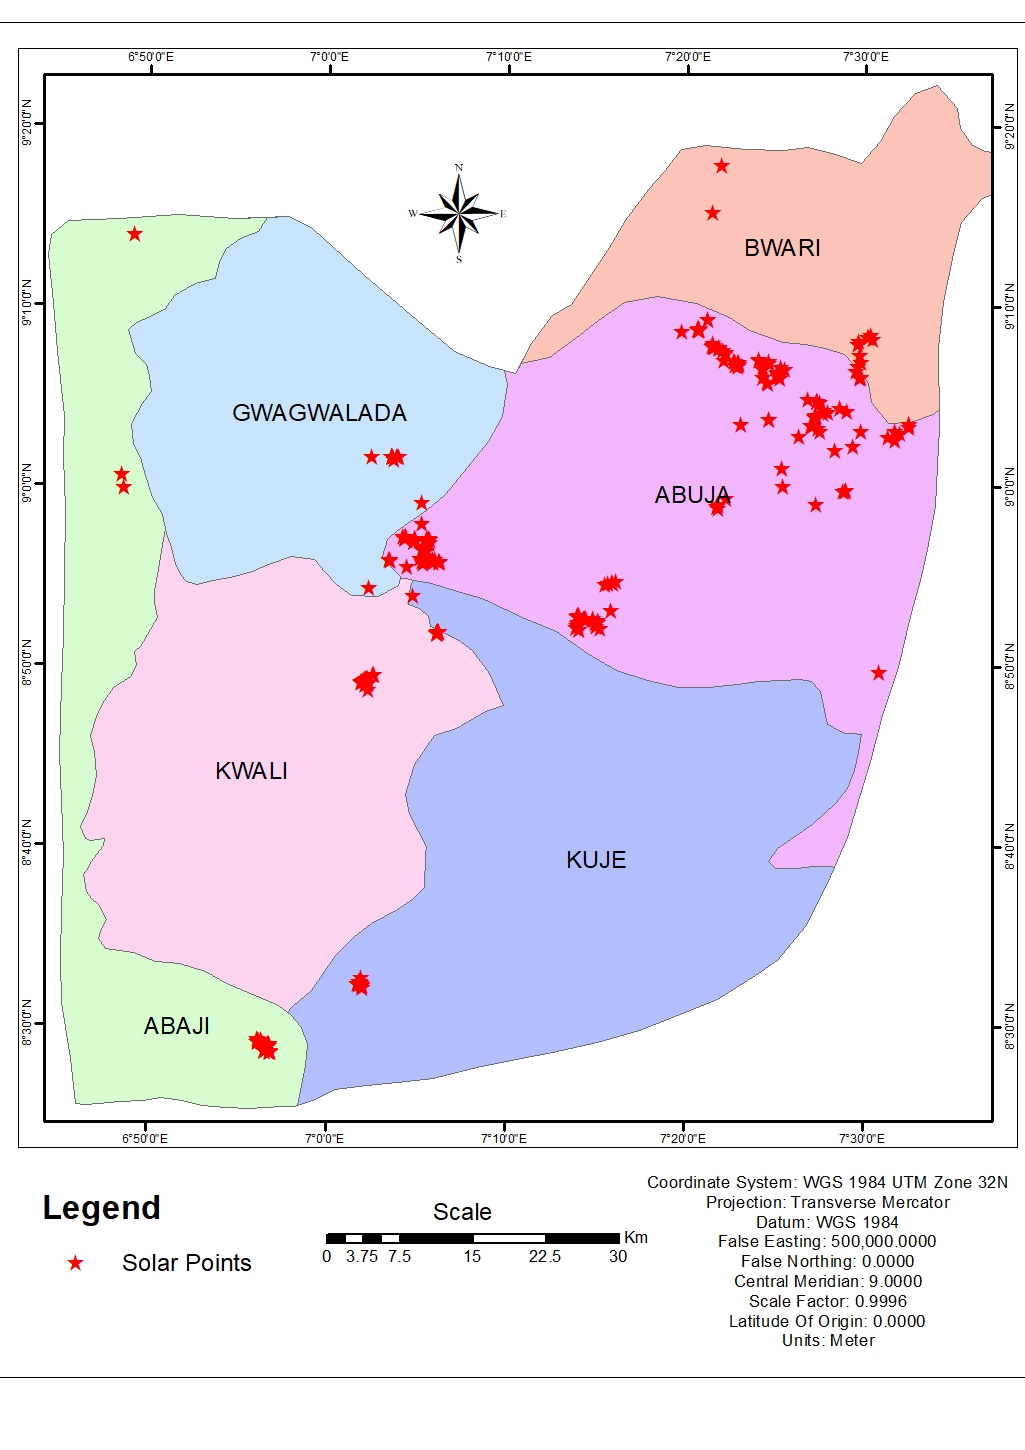 6°50'0"E 7°0'0"E 7°10'0"E 7°20'0"E 7°30'0"E
9°20'0"N 9°20'0"N
N
W E
S
BWARI
9°10'0"N 9°10'0"N
GWAGWALADA
9°0'0"N 9°0'0"N
ABUJA
8°50'0"N 8°50'0"N
KWALI
8°40'0"N 8°40'0"N
KUJE
8°30'0"N 8°30'0"N
ABAJI
6°50'0"E 7°0'0"E 7°10'0"E 7°20'0"E 7°30'0"E
Legend
Solar Points
Scale
Km
0 3.75 7.5 15 22.5 30
Coordinate System: WGS 1984 UTM Zone 32N
Projection: Transverse Mercator
Datum: WGS 1984
False Easting: 500,000.0000
False Northing: 0.0000
Central Meridian: 9.0000
Scale Factor: 0.9996
Latitude Of Origin: 0.0000
Units: Meter